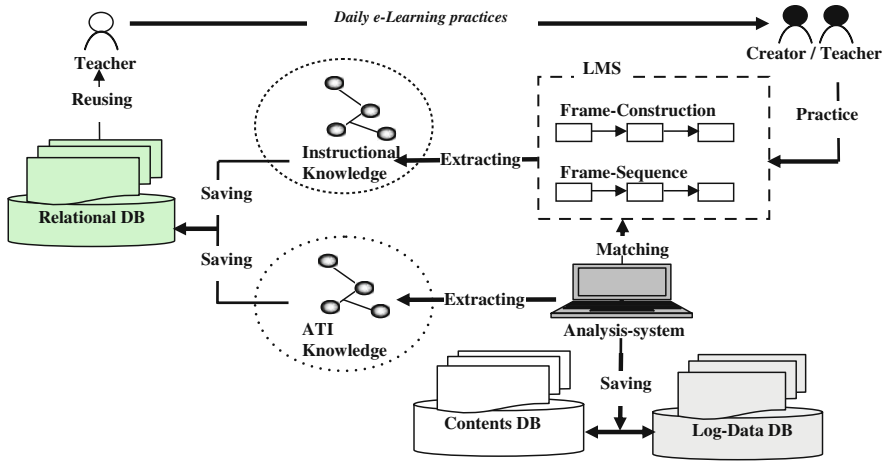 Daily e-Learning practices
Teacher
Creator / Teacher
Reusing
LMS
Frame-Construction
Practice
Instructional
Knowledge
Extracting
Frame-Sequence
Saving
Relational DB
Matching
Saving
ATI
Knowledge
Extracting
Analysis-system
Saving
Contents DB
Log-Data DB